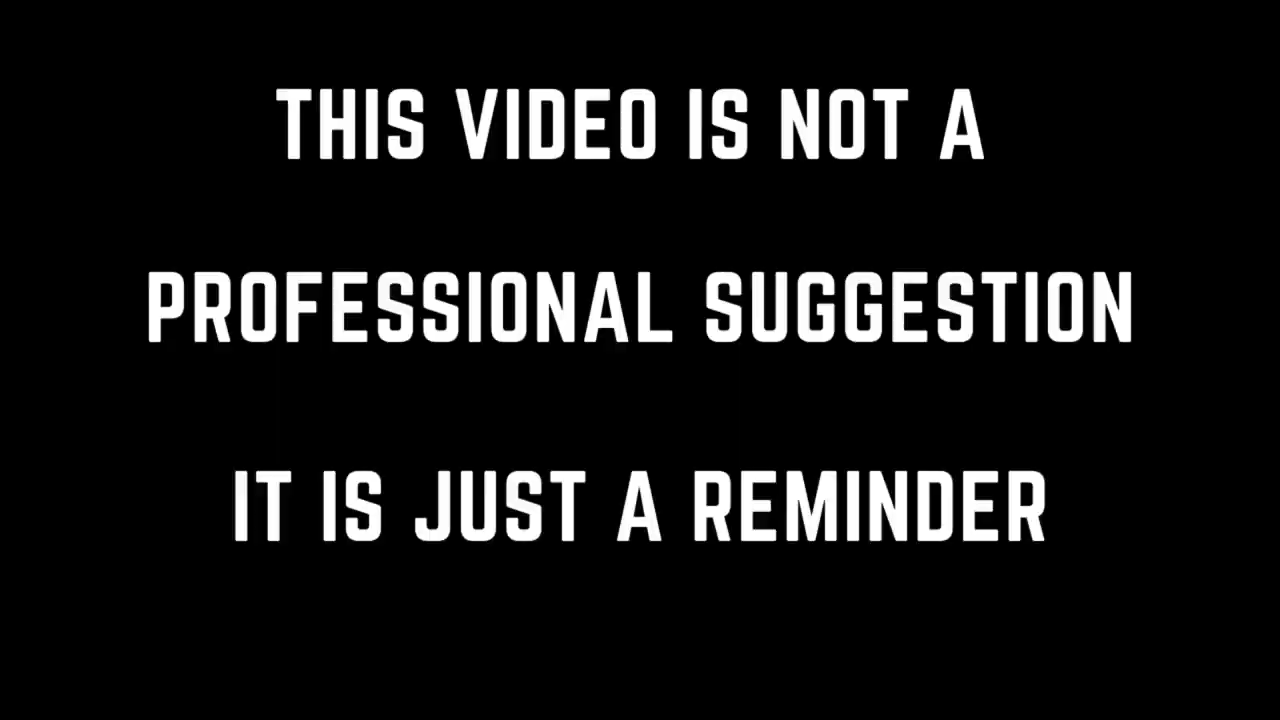 THIS VIDEO IS NOT A
PROFESSIONAL SUGGESTION
IT IS JUST A REMINDER